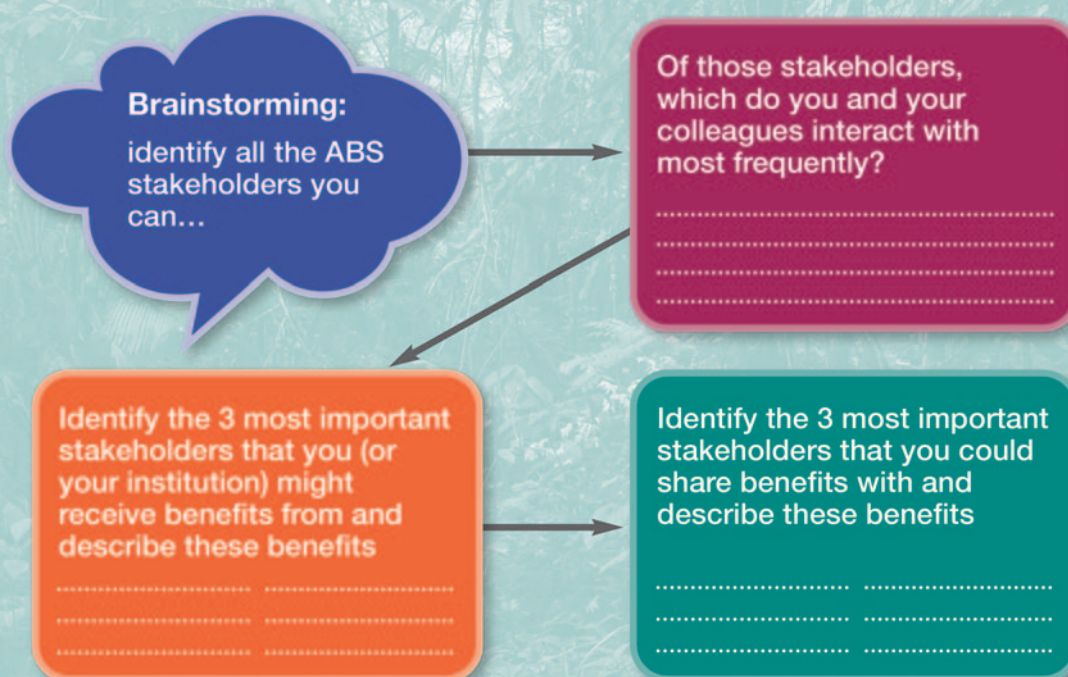 Brainstorming:
identify all the ABS
stakeholders you
can…
Of those stakeholders,
which do you and your
colleagues interact with
most frequently?
Identify the 3 most important
stakeholders that you (or
your institution) might
receive benefits from and
describe these benefits
Identify the 3 most important
stakeholders that you could
share benefits with and
describe these benefits